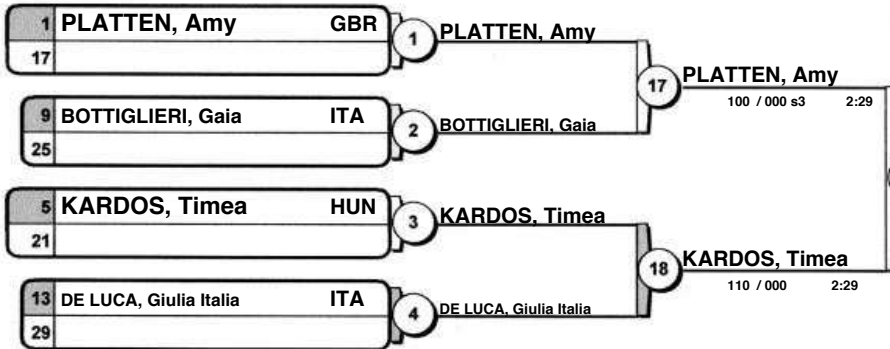 1 PLATTEN, Amy GBR
17
1
PLATTEN, Amy
9 BOTTIGLIERI, Gaia ITA
25
2
BOTTIGLIERI, Gaia
17
PLATTEN, Amy
100 / 000 s3 2:29
5 KARDOS, Timea HUN
21
3
KARDOS, Timea
13 DE LUCA, Giulia Italia ITA
29
4
DE LUCA, Giulia Italia
18
KARDOS, Timea
110 / 000 2:29